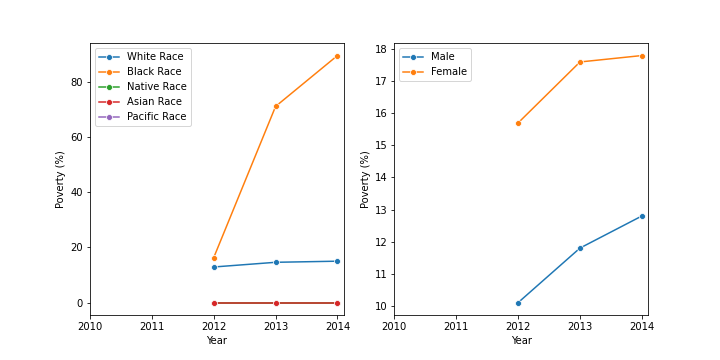 White Race
Black Race
Native Race
Asian Race
Pacific Race
80
60
40
20
0
Poverty (%)
2010 2011 2012 2013 2014
Year
Male
Female
18
17
16
15
14
13
12
11
10
Poverty (%)
2010 2011 2012 2013 2014
Year